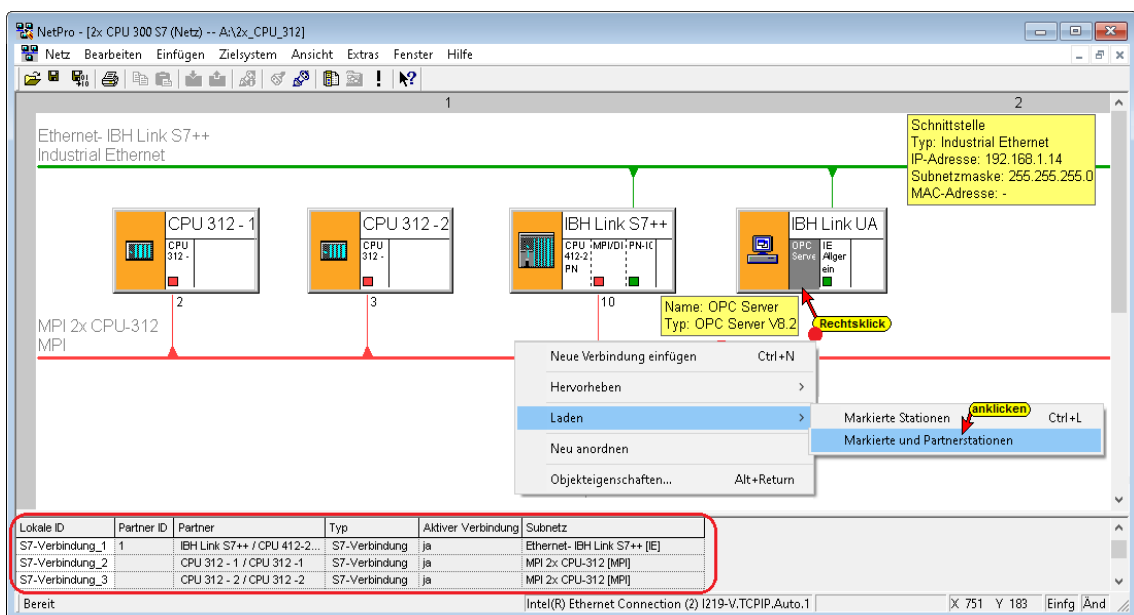 NetPro - [2x CPU 300 S7 (Netz) -- A:\2x_CPU_312]
Netz Bearbeiten Einfügen Zielsystem Ansicht Extras Fenster Hilfe
1 2
Ethernet- IBH Link S7++
Industrial Ethernet
Schnittstelle
Typ: Industrial Ethernet
IP-Adresse: 192.168.1.14
Subnetzmaske: 255.255.255.0
MAC-Adresse: -
CPU 312 - 1
CPU
312 -
2
CPU 312 -2
CPU
312 -
3
IBH Link S7++
CPU
412-2
PN
MPI/DI
PN-IC
10
IBH Link UA
OPC
Serve
IE
Allger
ein
Name: OPC Server
Typ: OPC Server V8.2
Rechtsklick
MPI 2x CPU-312
MPI
Neue Verbindung einfügen Ctrl+N
Hervorheben >
Laden >
Neu anordnen
Objekteigenschaften... Alt+Return
anklicken
Markierte Stationen Ctrl+L
Markierte und Partnerstationen
Lokale ID Partner ID Partner Typ Aktiver Verbindung Subnetz
S7-Verbindung_1 1 IBH Link S7++ / CPU 412-2... S7-Verbindung ja Ethernet- IBH Link S7++ [IE]
S7-Verbindung_2 CPU 312 - 1 / CPU 312 -1 S7-Verbindung ja MPI 2x CPU-312 [MPI]
S7-Verbindung_3 CPU 312 - 2 / CPU 312 -2 S7-Verbindung ja MPI 2x CPU-312 [MPI]
Bereit Intel(R) Ethernet Connection (2) I219-V.TCPIP.Auto.1 X 751 Y 183 Einfg Änd